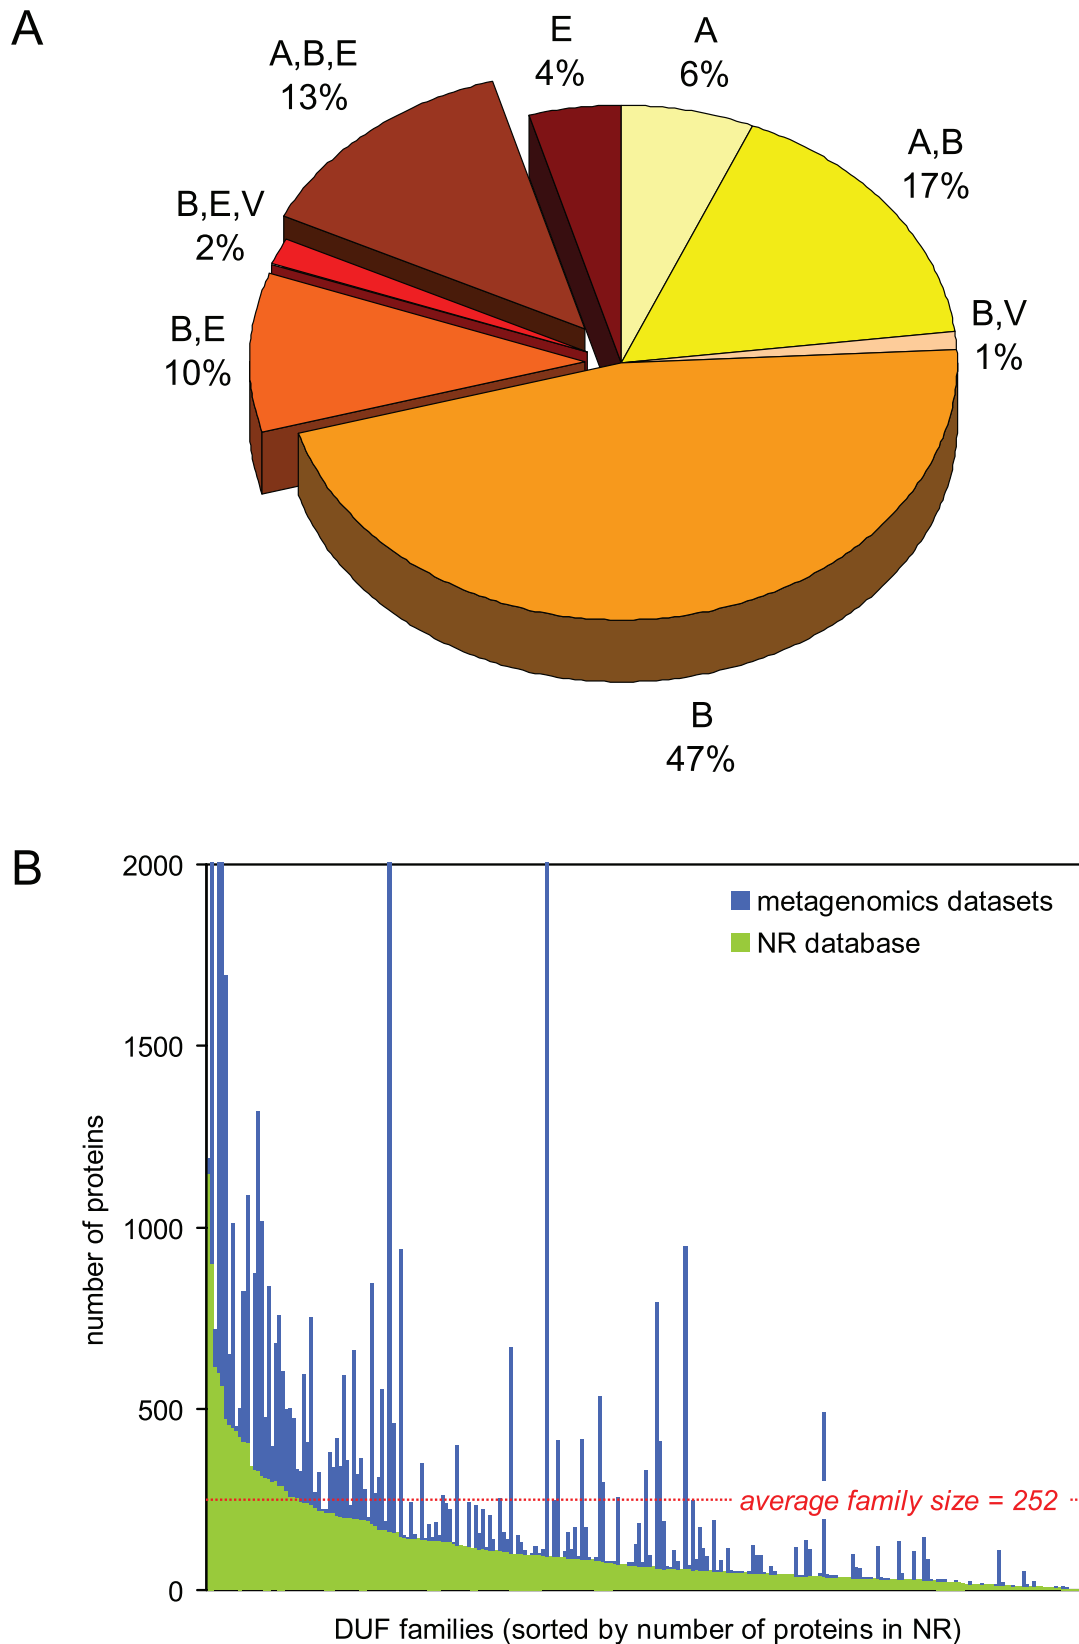 A
E
4%
A
6%
A,B,E
13%
A,B
17%
B,E,V
2%
B,V
1%
B,E
10%
B
47%
B
2000
1500
1000
500
0
number of proteins
metagenomics datasets
NR database
average family size = 252
DUF families (sorted by number of proteins in NR)